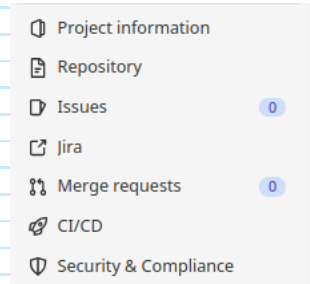 Project information
Repository
Issues 0
Jira
Merge requests 0
CI/CD
Security & Compliance